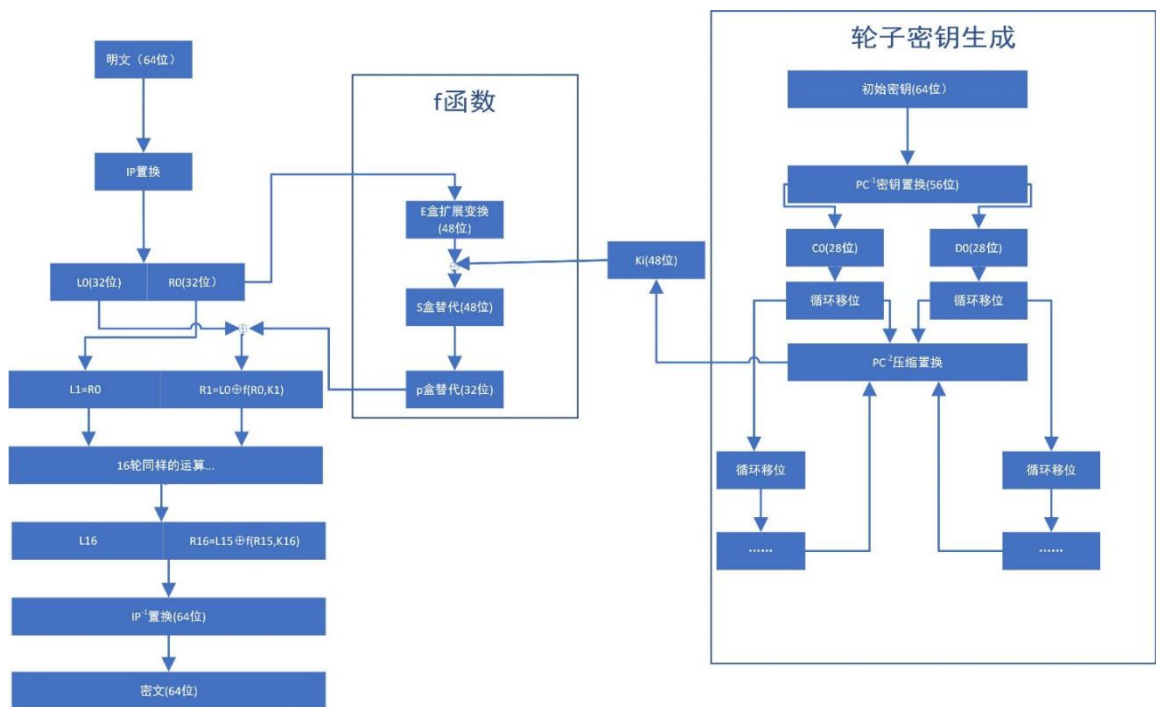 明文（64位）
IP置换
L0(32位)
R0(32位）
L1=R0
R1=L0⊕f(R0,K1)
16轮同样的运算...
L16
R16=L15⊕f(R15,K16)
IP⁻¹置换(64位)
密文(64位)
f函数
E盒扩展变换
(48位)
⊕
S盒替代(48位)
p盒替代(32位)
⊕
Ki(48位)
轮子密钥生成
初始密钥(64位）
PC⁻¹密钥置换(56位)
C0(28位)
D0(28位)
循环移位
循环移位
PC⁻²压缩置换
循环移位
循环移位
……
……